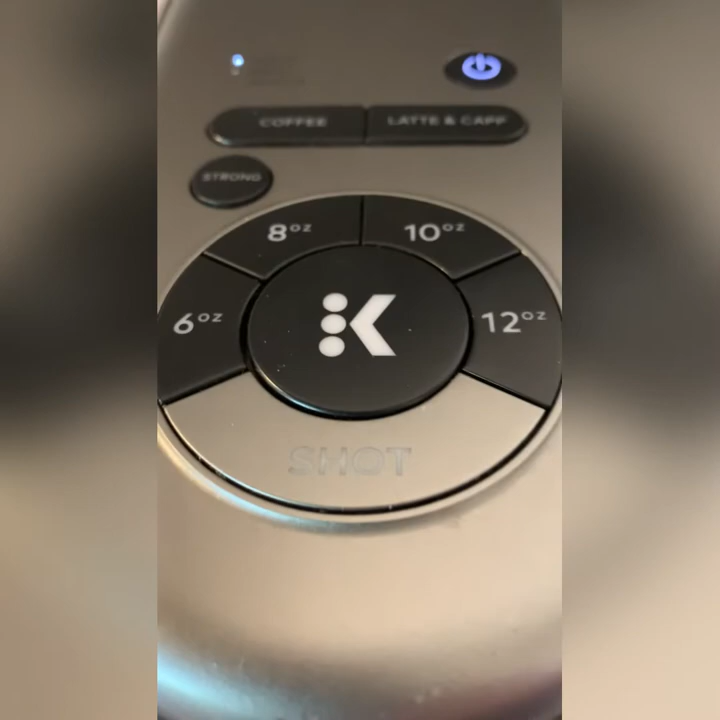 COFFEE
LATTE & CAPP
STRONG
8oz
10oz
6oz
K
12oz
SHOT